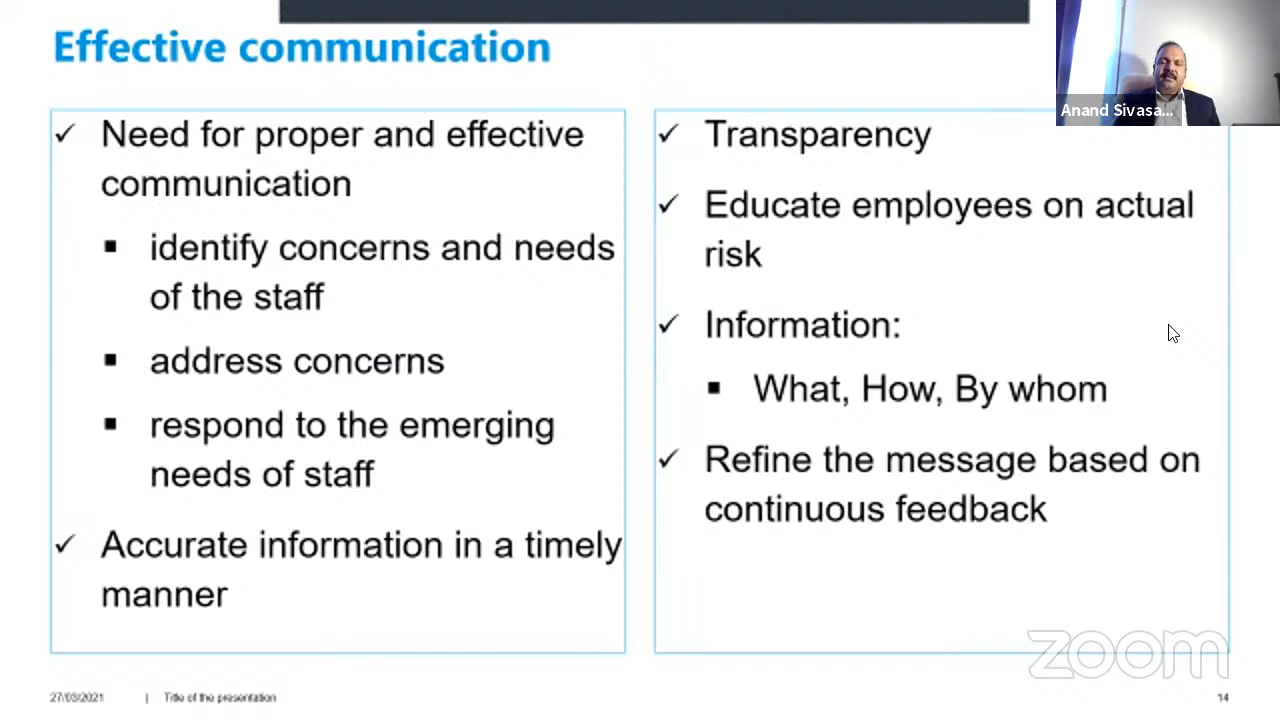 Effective communication
Anand Sivasa...
✓ Need for proper and effective
communication
▪ identify concerns and needs
of the staff
▪ address concerns
▪ respond to the emerging
needs of staff
✓ Accurate information in a timely
manner
✓ Transparency
✓ Educate employees on actual
risk
✓ Information:
▪ What, How, By whom
✓ Refine the message based on
continuous feedback
zoom
27/03/2021 | Title of the presentation
14